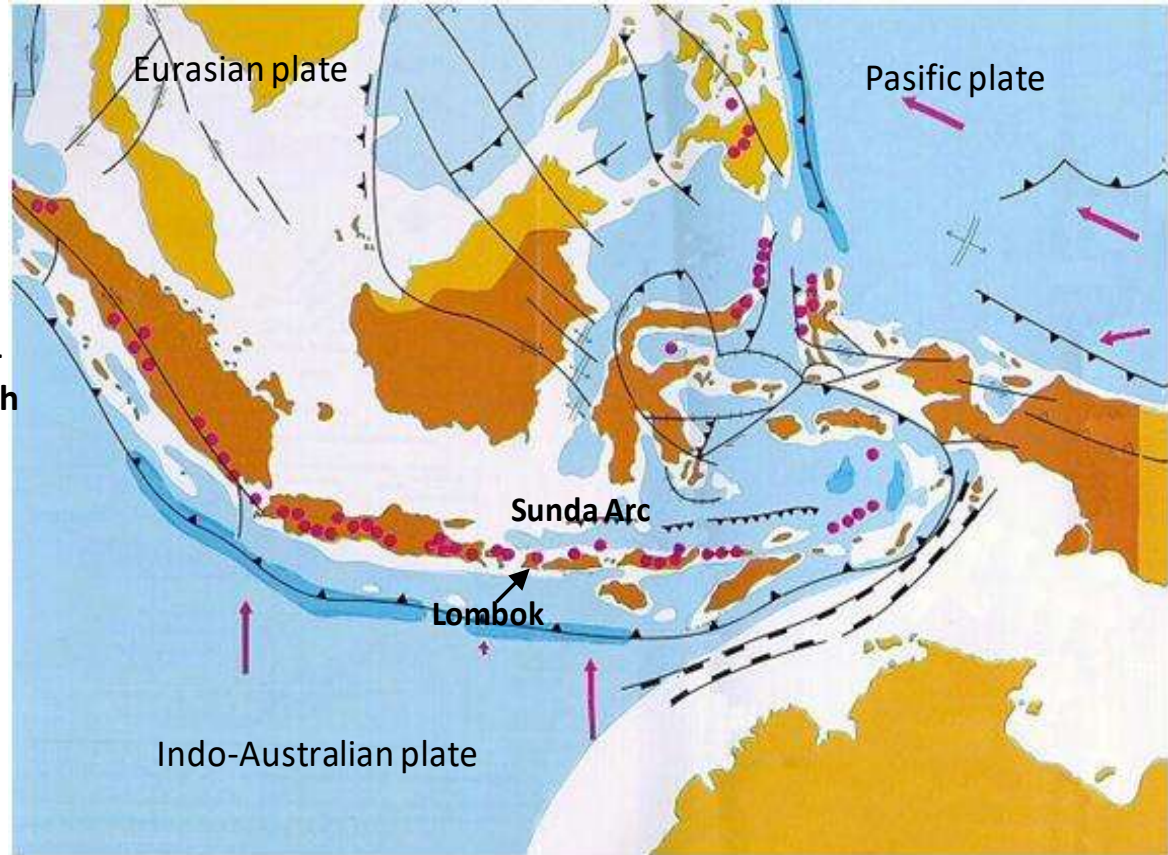 Eurasian plate
Pasific plate
h
Sunda Arc
Lombok
Indo-Australian plate